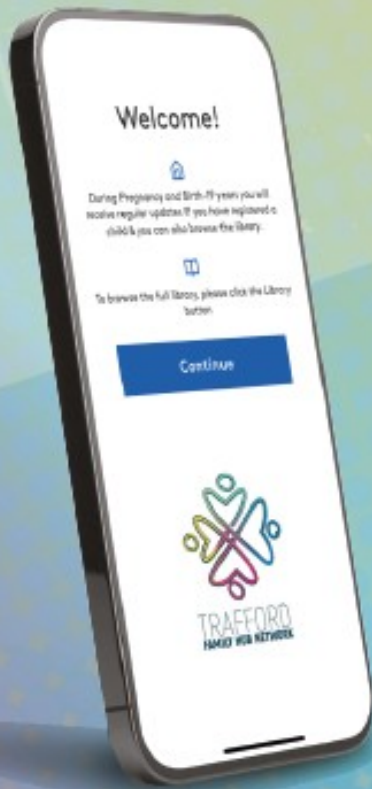 Welcome!
During Pregnancy and Birth-19 years you will
receive regular updates if you have registered a
child & you can also browse the library.
To browse the full library, please click the Library
button
Continue
TRAFFORD
FAMILY HUB NETWORK